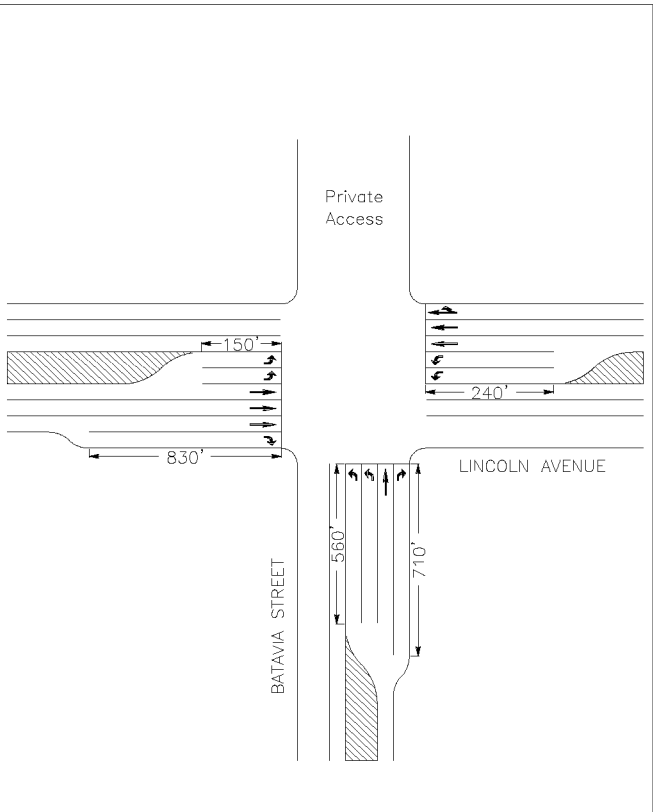 Private
Access
150'
240'
830'
LINCOLN AVENUE
560'
710'
BATAVIA STREET